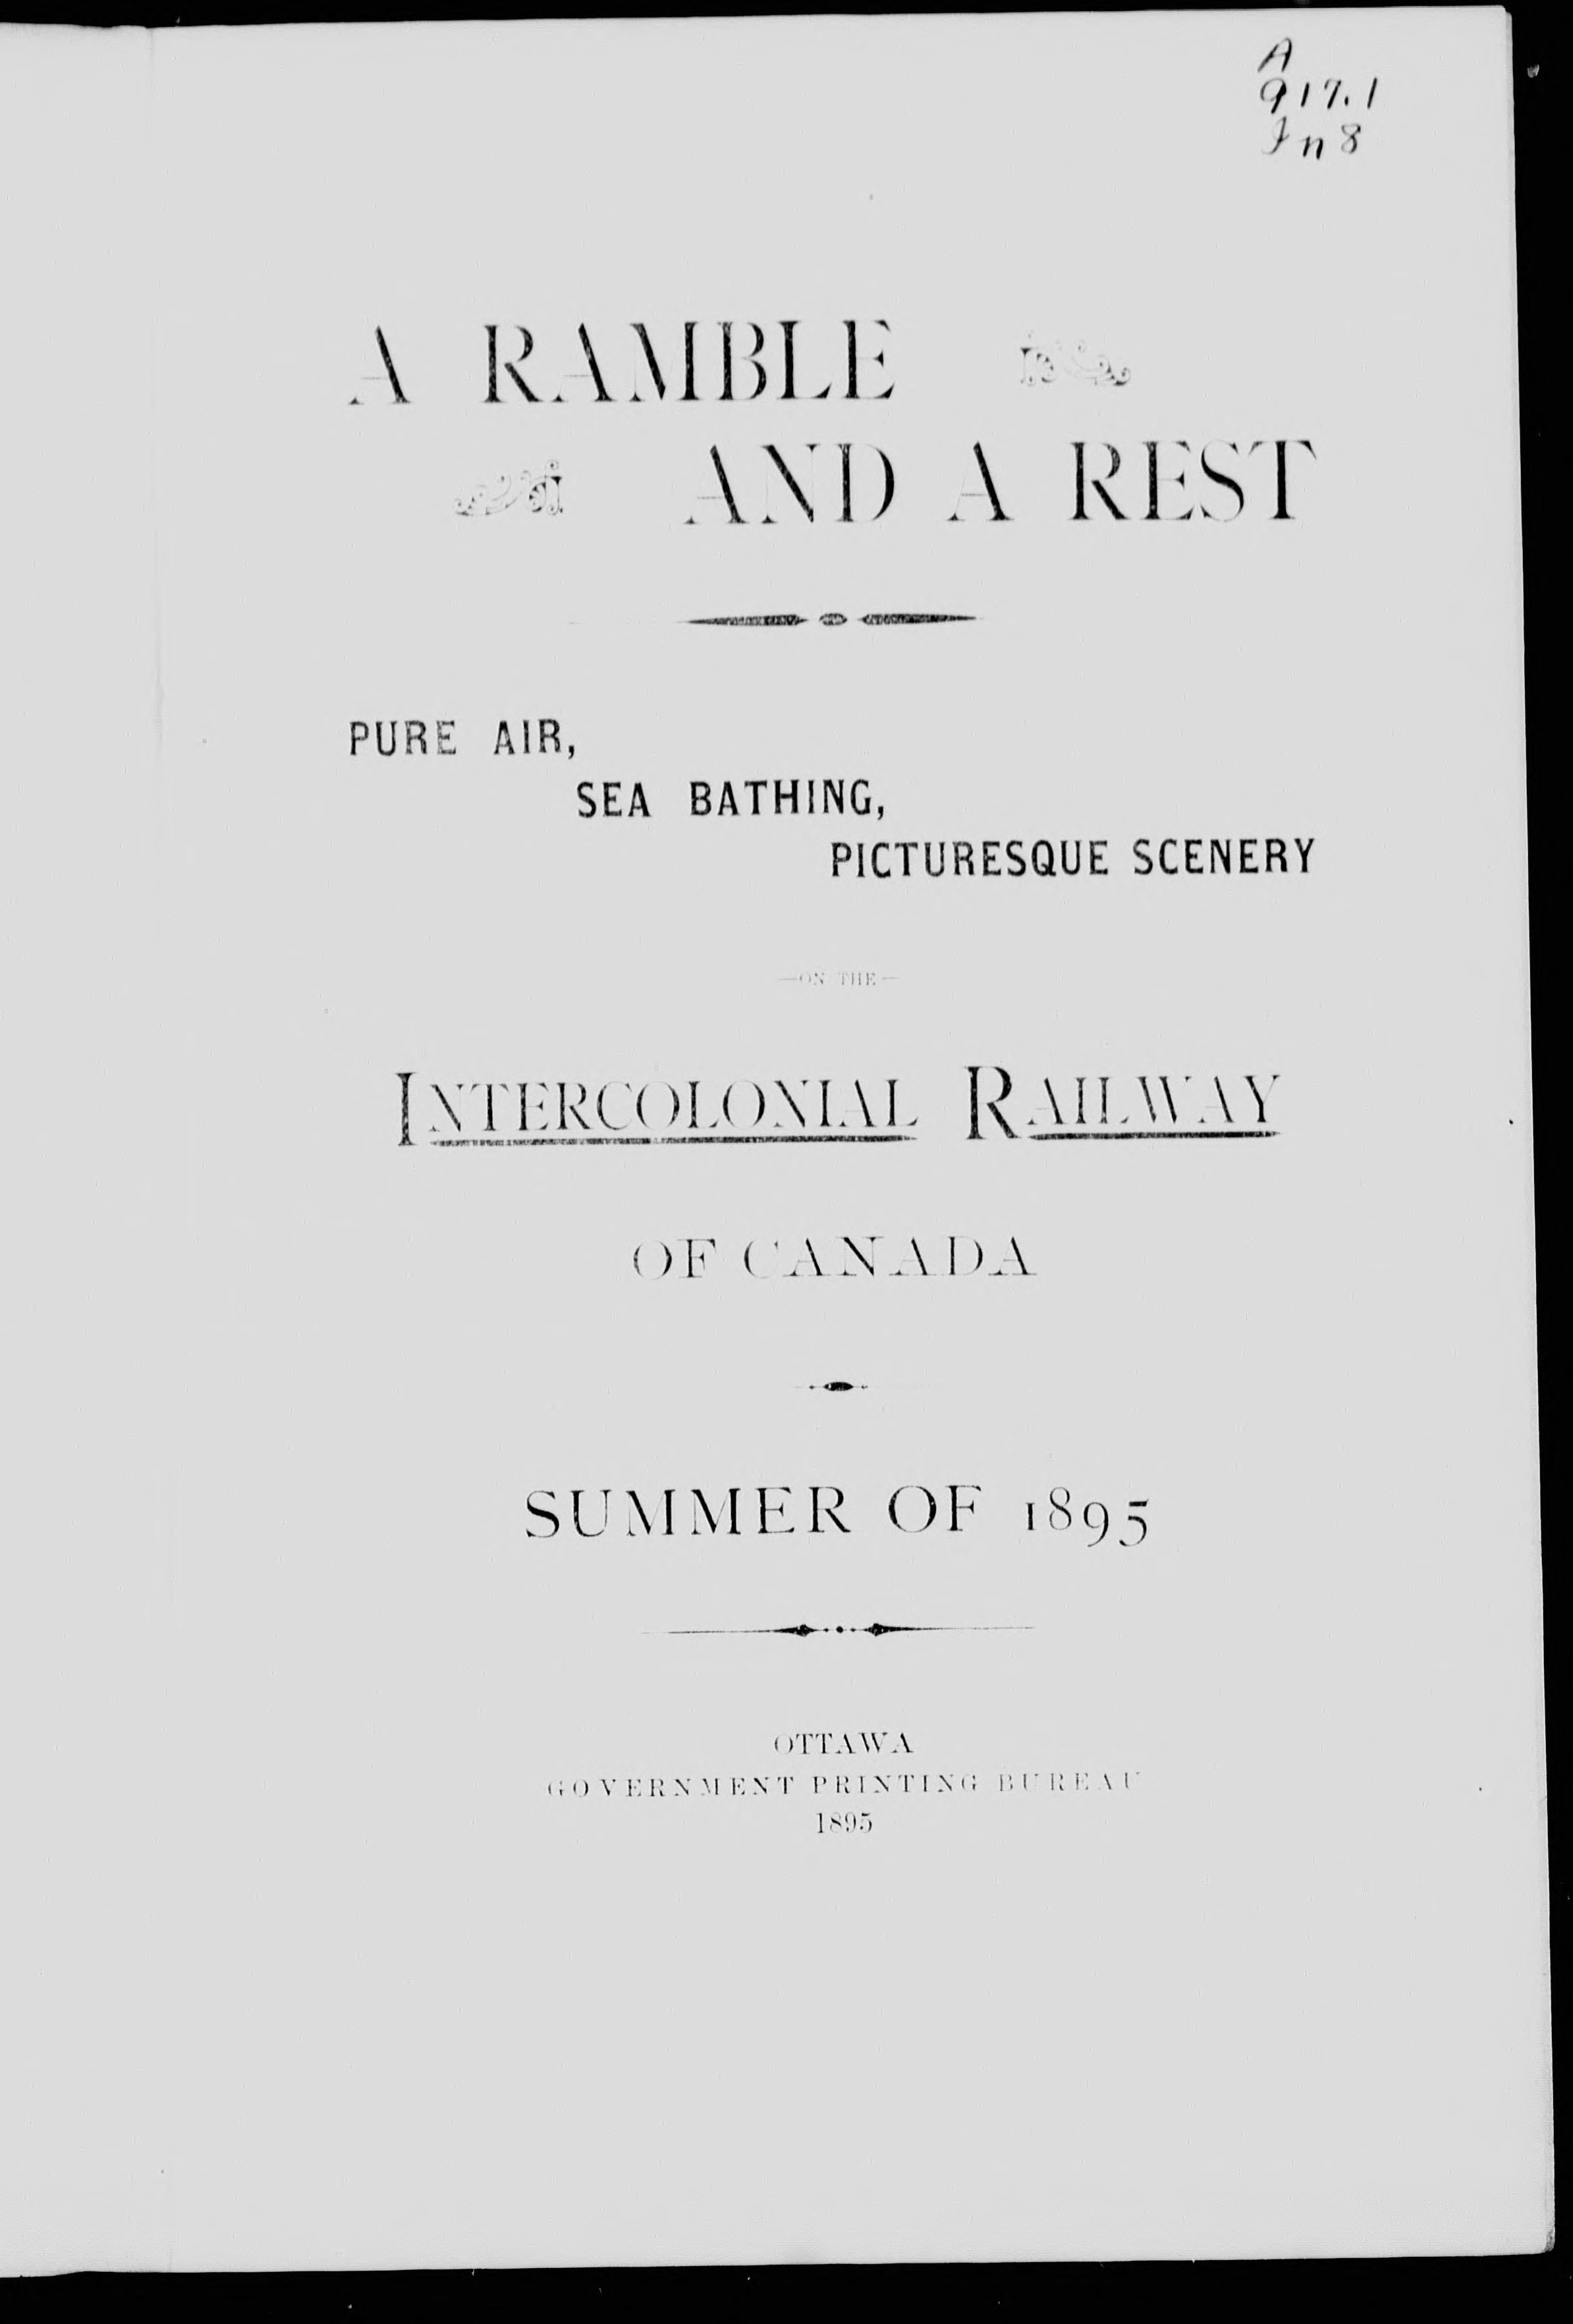 A
917.1
In8
A RAMBLE
AND A REST
PURE AIR,
SEA BATHING,
PICTURESQUE SCENERY
—ON THE—
INTERCOLONIAL RAILWAY
OF CANADA
SUMMER OF 1895
OTTAWA
GOVERNMENT PRINTING BUREAU
1895